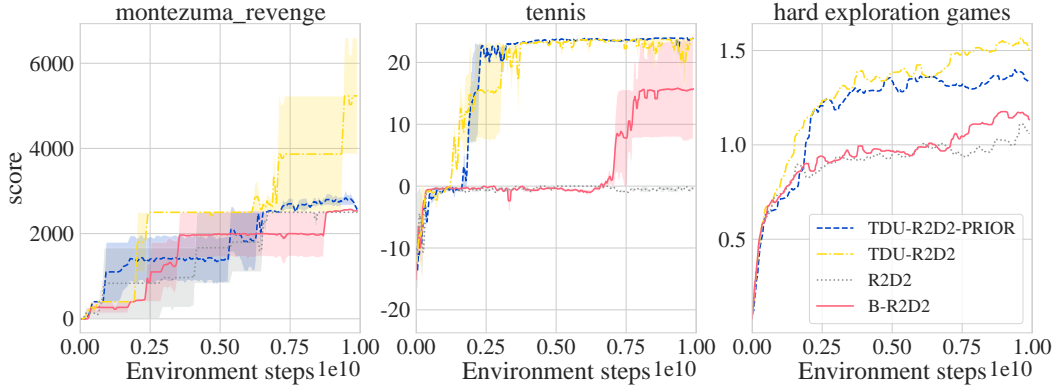 montezuma_revenge
score
6000
4000
2000
0
0.00 0.25 0.50 0.75 1.00
Environment steps 1e10
tennis
20
10
0
−10
−20
0.00 0.25 0.50 0.75 1.00
Environment steps 1e10
hard exploration games
1.5
1.0
0.5
TDU-R2D2-PRIOR
TDU-R2D2
R2D2
B-R2D2
0.00 0.25 0.50 0.75 1.00
Environment steps 1e10